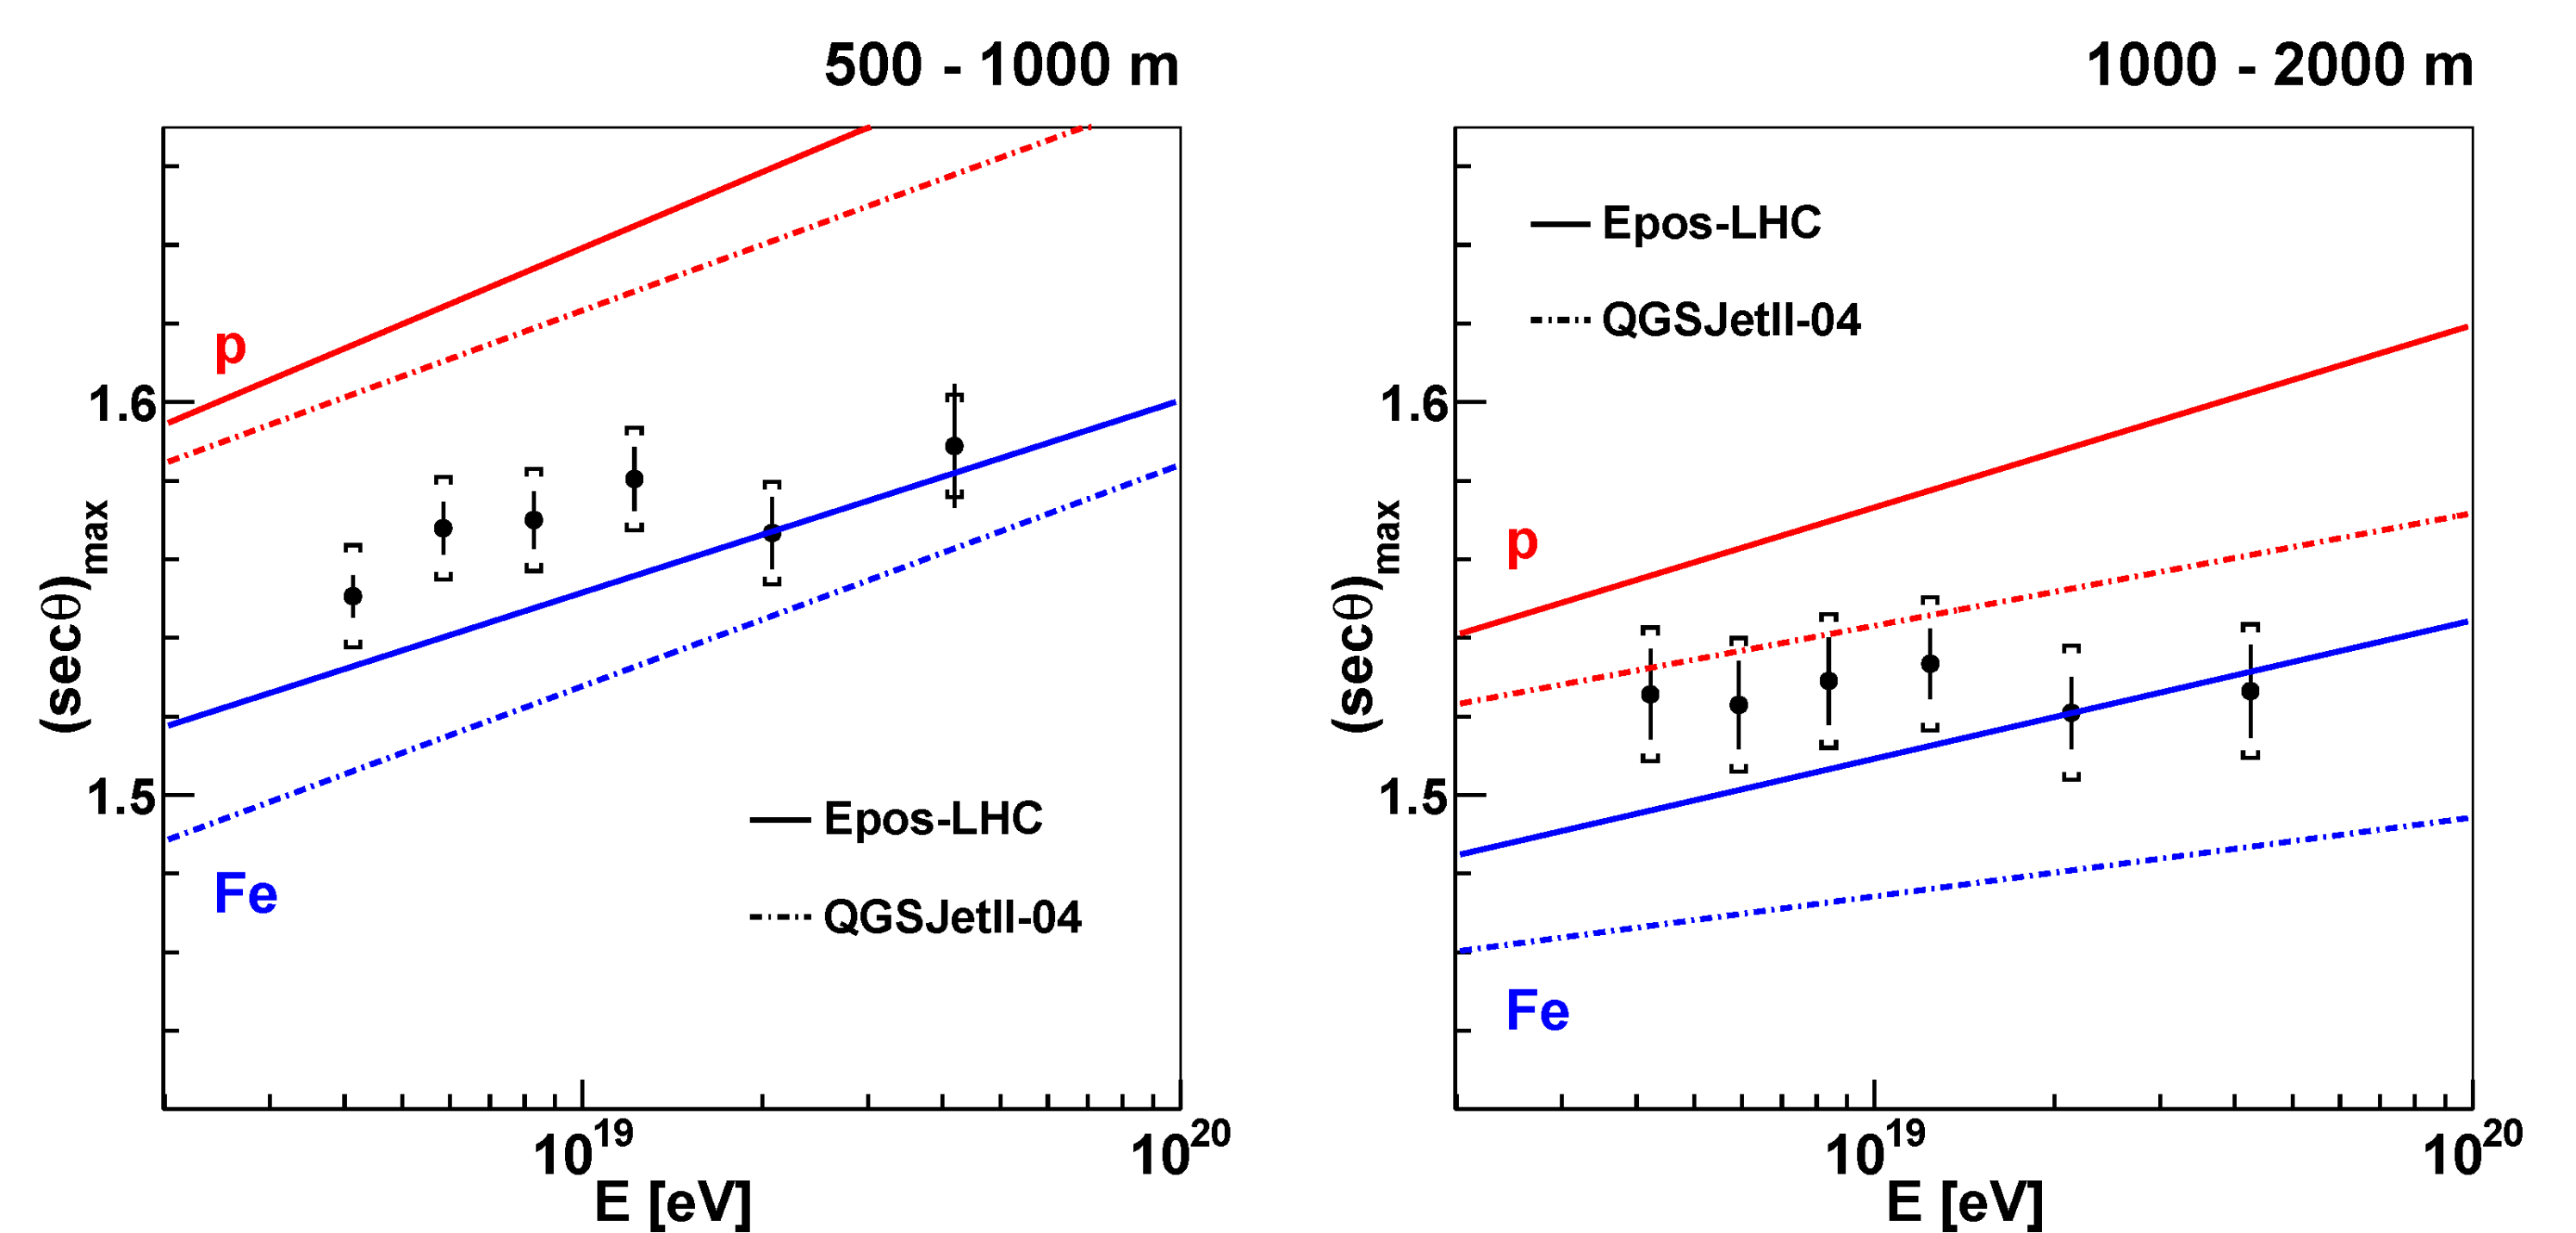 500 - 1000 m
(secθ)max
1.6
1.5
p
Fe
Epos-LHC
QGSJetII-04
10^19
10^20
E [eV]
1000 - 2000 m
(secθ)max
1.6
1.5
Epos-LHC
QGSJetII-04
p
Fe
10^19
10^20
E [eV]